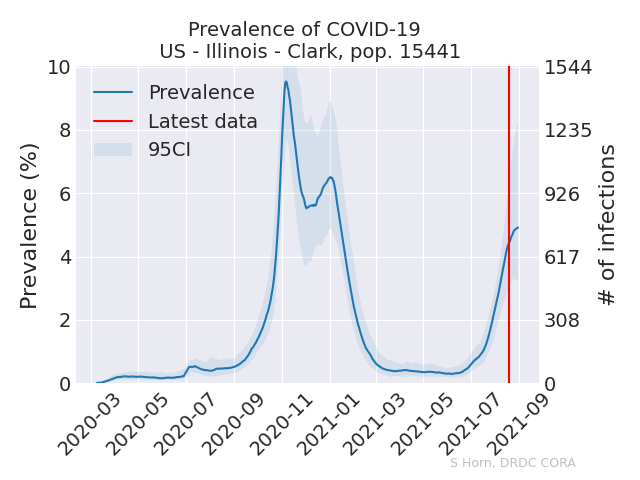 Prevalence of COVID-19
US - Illinois - Clark, pop. 15441
Prevalence
Latest data
95CI
Prevalence (%)
10
8
6
4
2
0
1544
1235
926
617
308
0
# of infections
2020-03
2020-05
2020-07
2020-09
2020-11
2021-01
2021-03
2021-05
2021-07
2021-09
S Horn, DRDC CORA